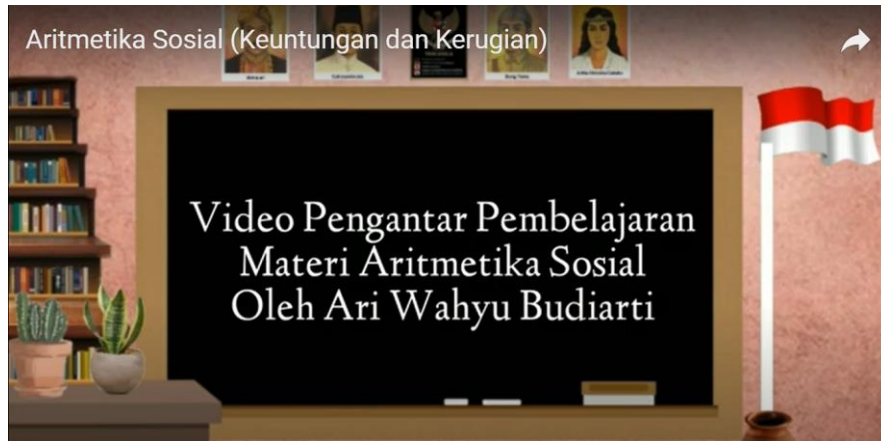 Aritmetika Sosial (Keuntungan dan Kerugian)
Video Pengantar Pembelajaran
Materi Aritmetika Sosial
Oleh Ari Wahyu Budiarti